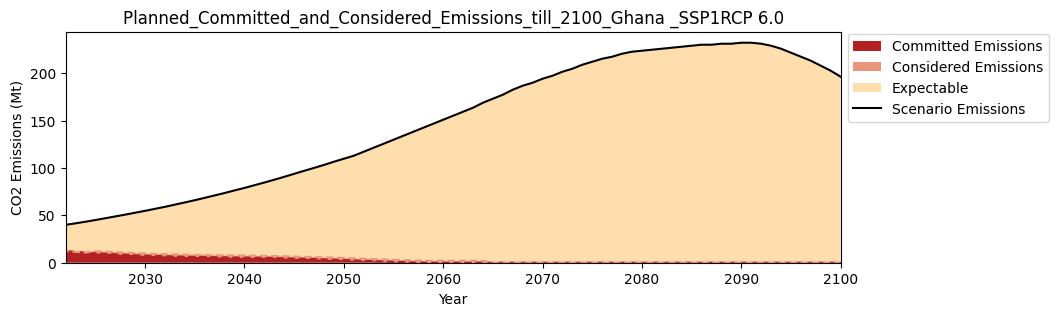 Planned_Committed_and_Considered_Emissions_till_2100_Ghana _SSP1RCP 6.0
Committed Emissions
Considered Emissions
Expectable
Scenario Emissions
CO2 Emissions (Mt)
200
150
100
50
0
2030 2040 2050 2060 2070 2080 2090 2100
Year